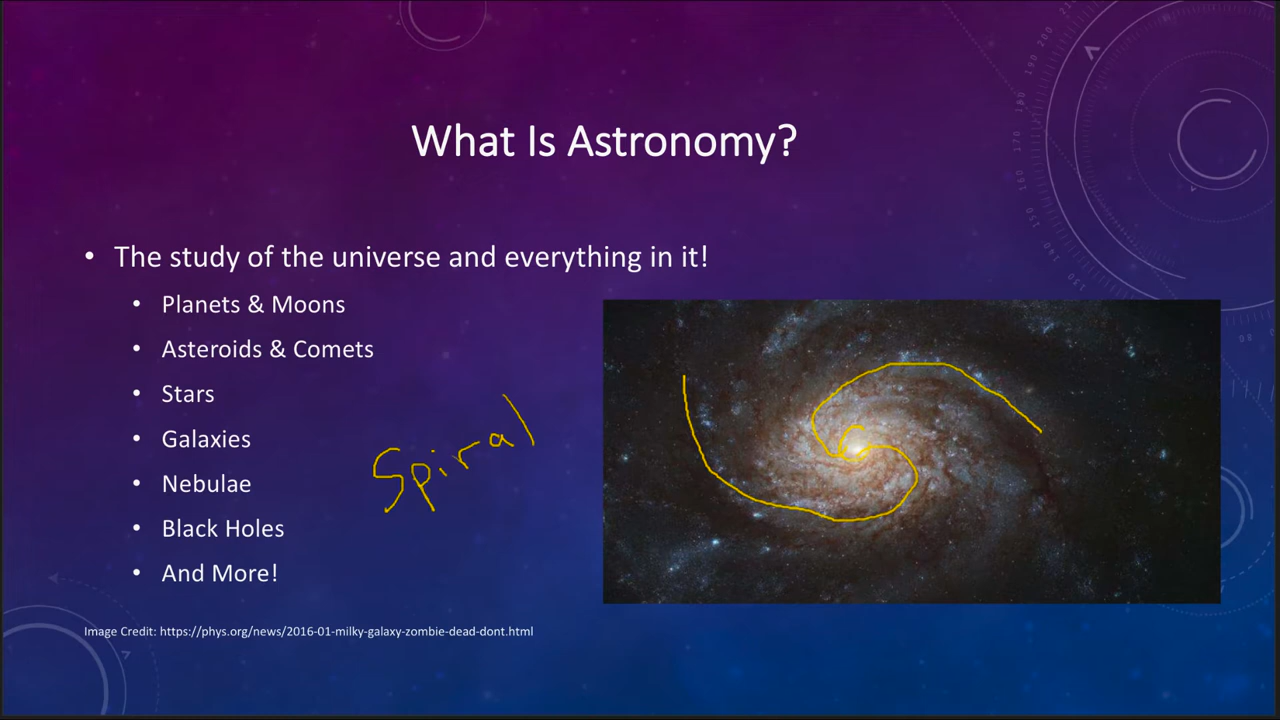 What Is Astronomy?
• The study of the universe and everything in it!
• Planets & Moons
• Asteroids & Comets
• Stars
• Galaxies
• Nebulae
• Black Holes
• And More!
Spiral
Image Credit: https://phys.org/news/2016-01-milky-galaxy-zombie-dead-dont.html